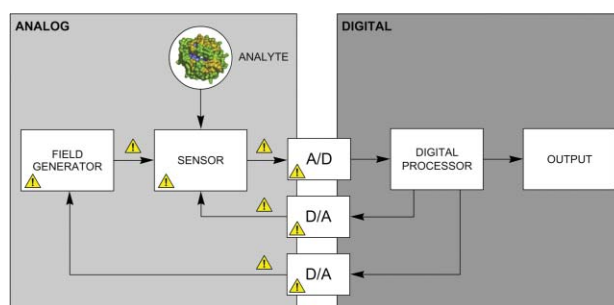 ANALOG
DIGITAL
ANALYTE
FIELD
GENERATOR
SENSOR
A/D
DIGITAL
PROCESSOR
OUTPUT
D/A
D/A